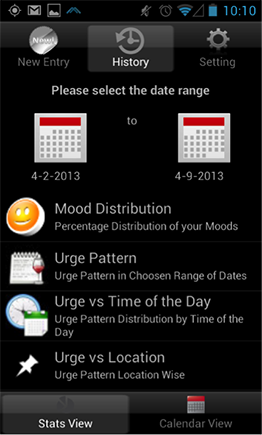 10:10
New!
New Entry
History
Setting
Please select the date range
to
4-2-2013
4-9-2013
Mood Distribution
Percentage Distribution of your Moods
Urge Pattern
Urge Pattern in Choosen Range of Dates
Urge vs Time of the Day
Urge Pattern Distribution by Time of the
Day
Urge vs Location
Urge Pattern Location Wise
Stats View
Calendar View